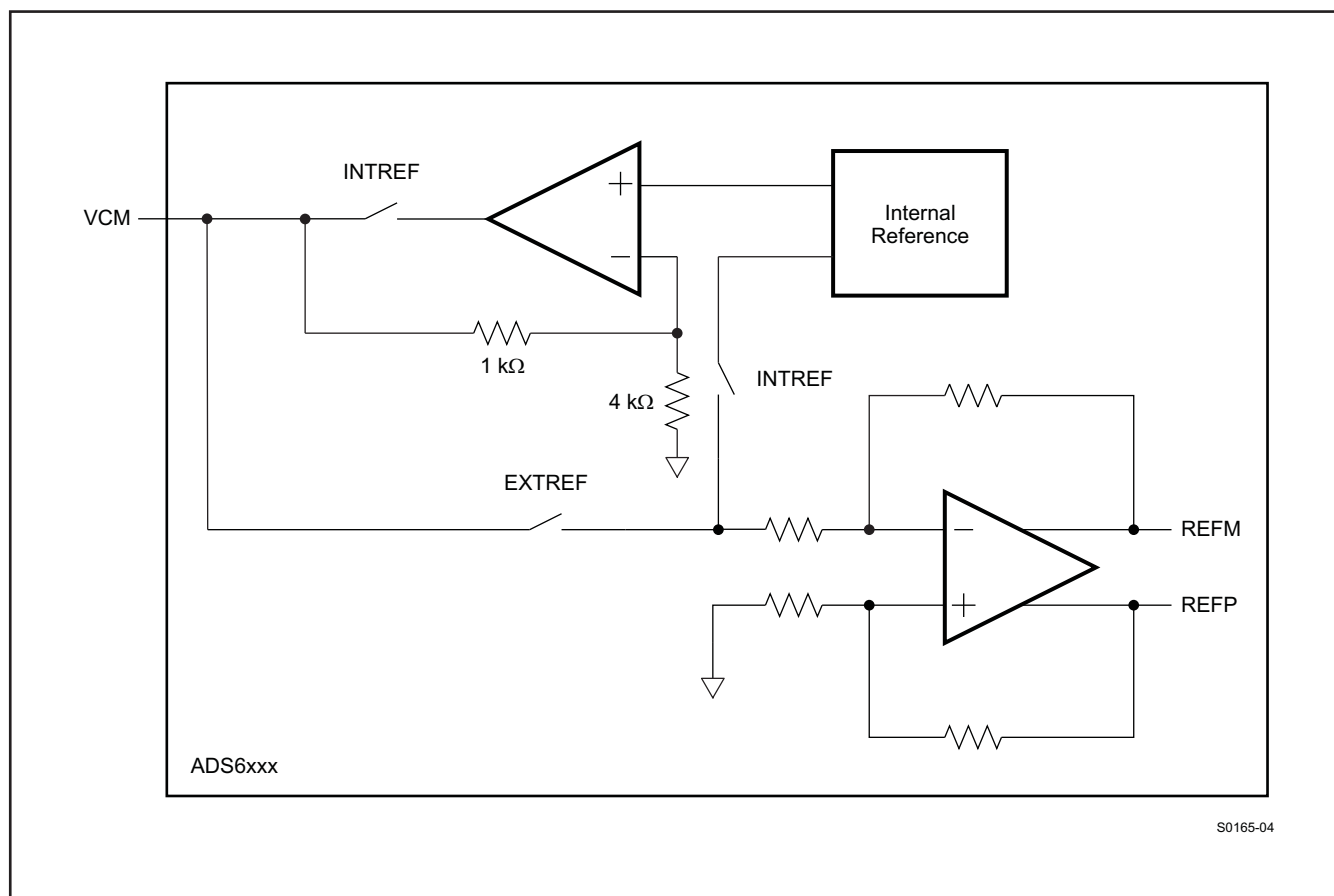 INTREF
VCM
+
−
Internal
Reference
1 kΩ
4 kΩ
INTREF
EXTREF
−
REFM
+
REFP
ADS6xxx
S0165-04